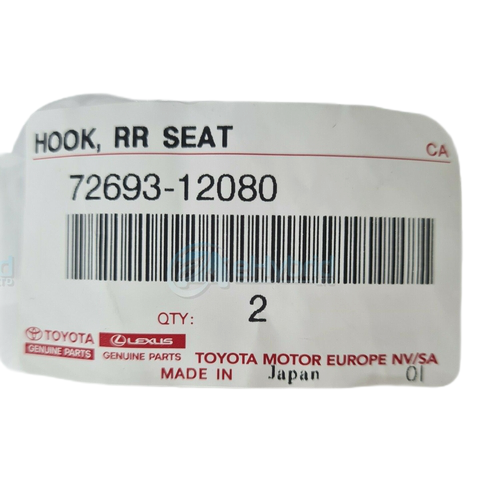 HOOK, RR SEAT CA
72693-12080
QTY: 2
TOYOTA LEXUS
GENUINE PARTS GENUINE PARTS TOYOTA MOTOR EUROPE NV/SA
MADE IN Japan 01